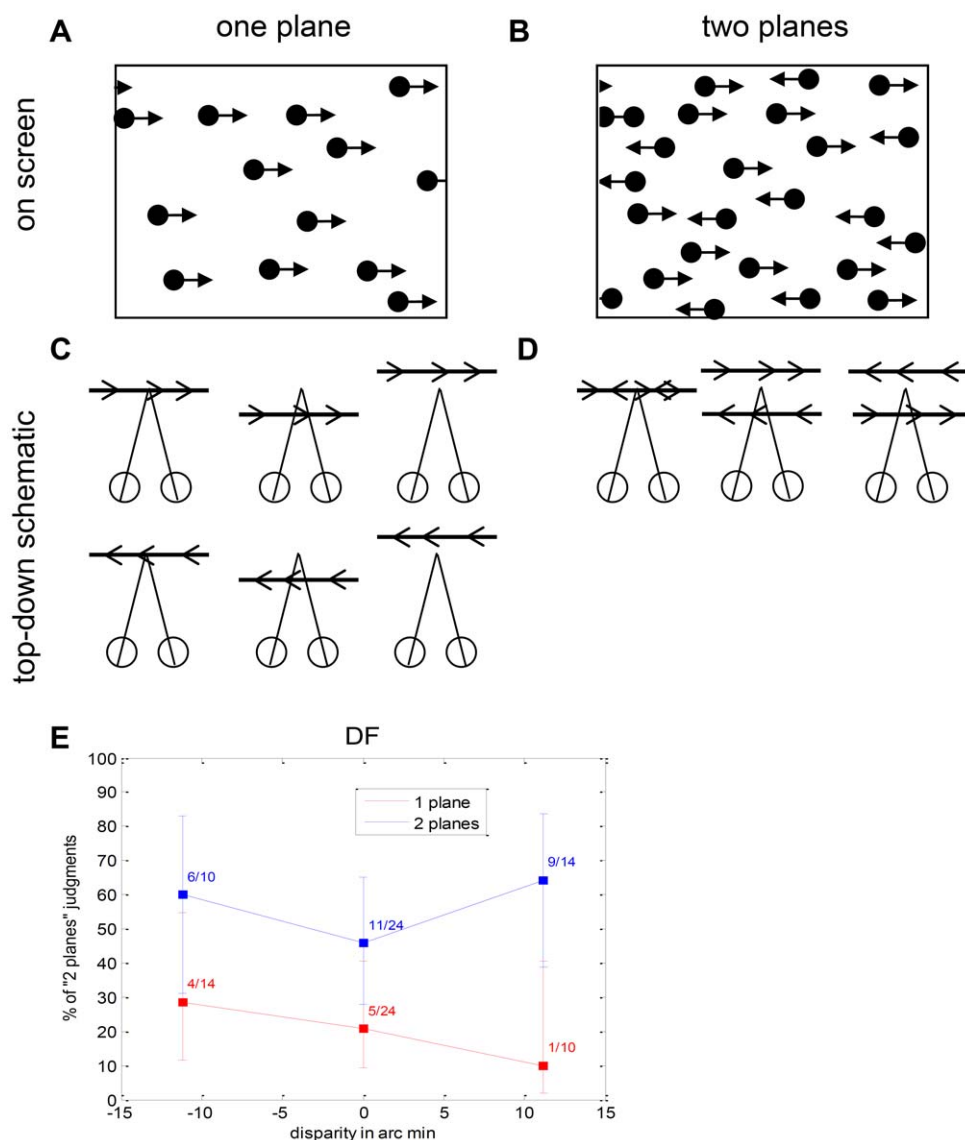 A
one plane
B
two planes
on screen
C
D
top-down schematic
E
DF
100
90
80
70
60
50
40
30
20
10
0
% of "2 planes" judgments
1 plane
2 planes
6/10
11/24
9/14
4/14
5/24
1/10
-15
-10
-5
0
5
10
15
disparity in arc min